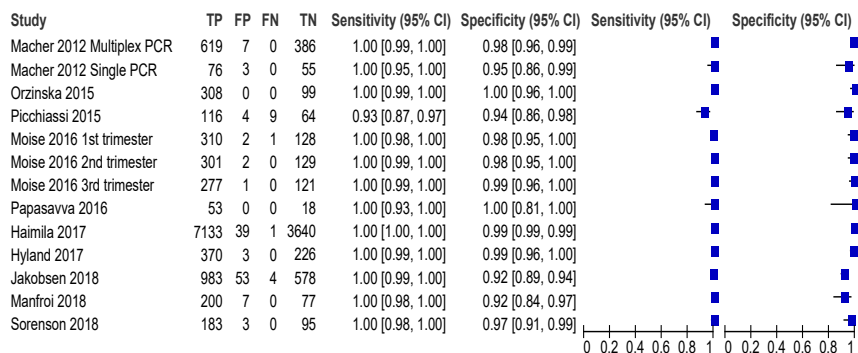 Study TP FP FN TN Sensitivity (95% CI) Specificity (95% CI) Sensitivity (95% CI) Specificity (95% CI)
Macher 2012 Multiplex PCR 619 7 0 386 1.00 [0.99, 1.00] 0.98 [0.96, 0.99]
Macher 2012 Single PCR 76 3 0 55 1.00 [0.95, 1.00] 0.95 [0.86, 0.99]
Orzinska 2015 308 0 0 99 1.00 [0.99, 1.00] 1.00 [0.96, 1.00]
Picchiassi 2015 116 4 9 64 0.93 [0.87, 0.97] 0.94 [0.86, 0.98]
Moise 2016 1st trimester 310 2 1 128 1.00 [0.98, 1.00] 0.98 [0.95, 1.00]
Moise 2016 2nd trimester 301 2 0 129 1.00 [0.99, 1.00] 0.98 [0.95, 1.00]
Moise 2016 3rd trimester 277 1 0 121 1.00 [0.99, 1.00] 0.99 [0.96, 1.00]
Papasavva 2016 53 0 0 18 1.00 [0.93, 1.00] 1.00 [0.81, 1.00]
Haimila 2017 7133 39 1 3640 1.00 [1.00, 1.00] 0.99 [0.99, 0.99]
Hyland 2017 370 3 0 226 1.00 [0.99, 1.00] 0.99 [0.96, 1.00]
Jakobsen 2018 983 53 4 578 1.00 [0.99, 1.00] 0.92 [0.89, 0.94]
Manfroi 2018 200 7 0 77 1.00 [0.98, 1.00] 0.92 [0.84, 0.97]
Sorenson 2018 183 3 0 95 1.00 [0.98, 1.00] 0.97 [0.91, 0.99]
0 0.2 0.4 0.6 0.8 1 0 0.2 0.4 0.6 0.8 1